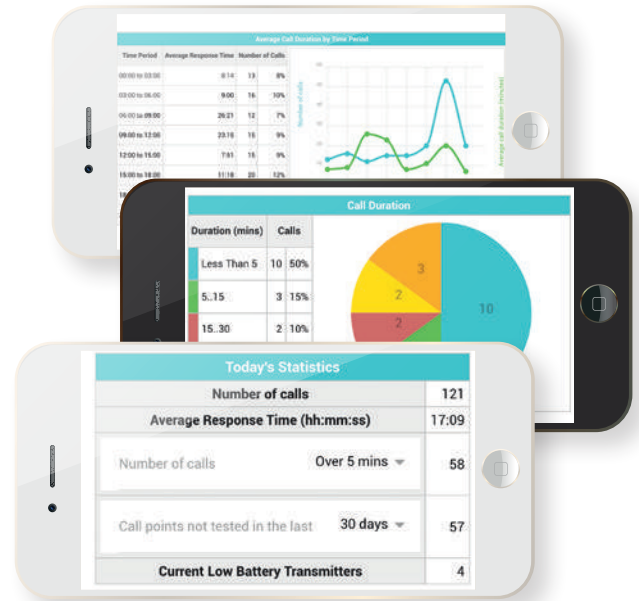 Average Call Duration by Time Period
Time Period Average Response Time Number of Calls
00:00 to 03:00 8:14 13 8%
03:00 to 06:00 9:00 16 10%
06:00 to 09:00 26:21 12 7%
09:00 to 12:00 23:15 15 9%
12:00 to 15:00 7:51 15 9%
15:00 to 18:00 11:18 20 12%
Number of calls
Average call duration (minutes)
Call Duration
Duration (mins) Calls
Less Than 5 10 50%
5..15 3 15%
15..30 2 10%
3
2
2
10
Today's Statistics
Number of calls 121
Average Response Time (hh:mm:ss) 17:09
Number of calls Over 5 mins 58
Call points not tested in the last 30 days 57
Current Low Battery Transmitters 4